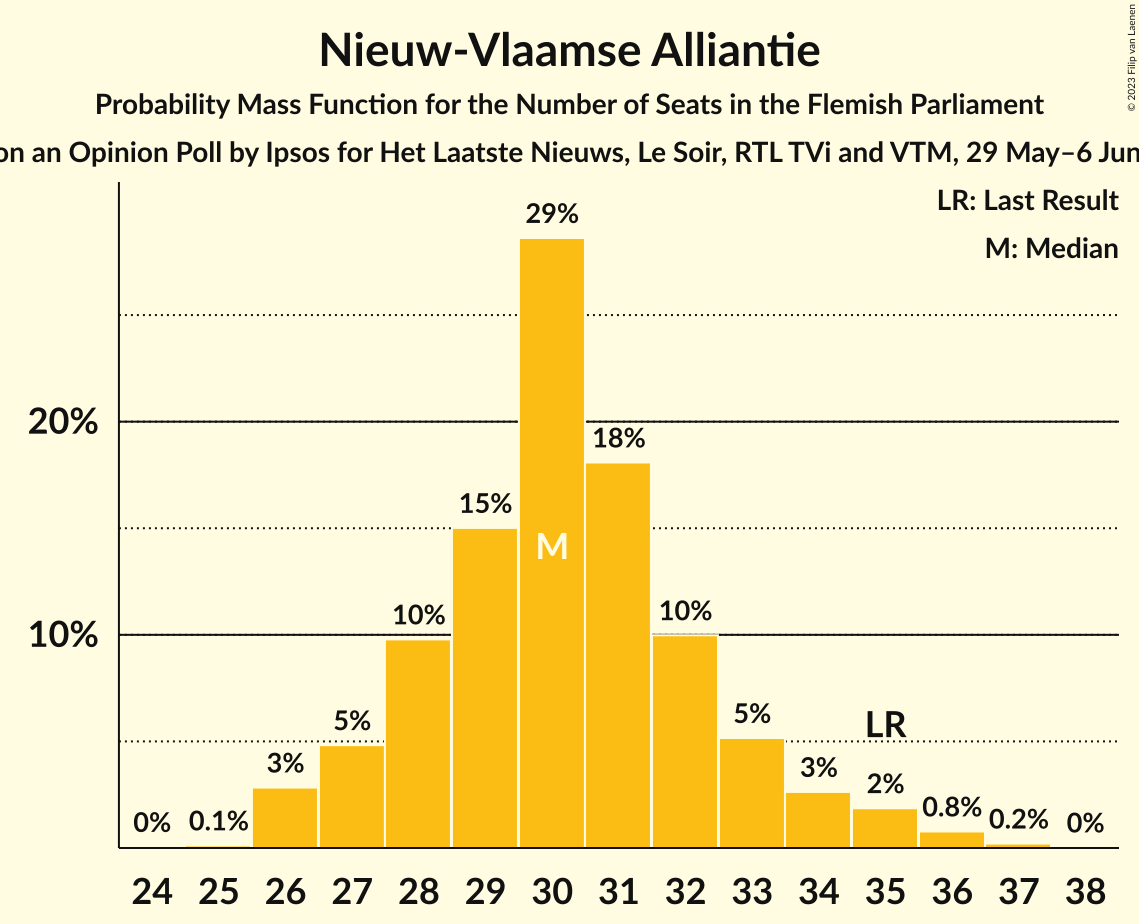 Nieuw-Vlaamse Alliantie
Probability Mass Function for the Number of Seats in the Flemish Parliament
on an Opinion Poll by Ipsos for Het Laatste Nieuws, Le Soir, RTL TVi and VTM, 29 May–6 Jun
© 2023 Filip van Laenen
LR: Last Result
M: Median
29%
20%
18%
15%
M
10%
10%
10%
5%
5%
LR
3%
3%
2%
0%
0.1%
0.8%
0.2%
0%
24 25 26 27 28 29 30 31 32 33 34 35 36 37 38